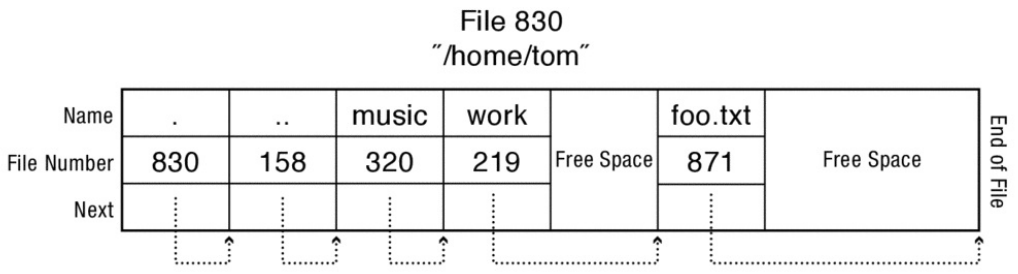 File 830
"/home/tom"
Name . .. music work foo.txt
File Number 830 158 320 219 Free Space 871 Free Space
Next
End of File